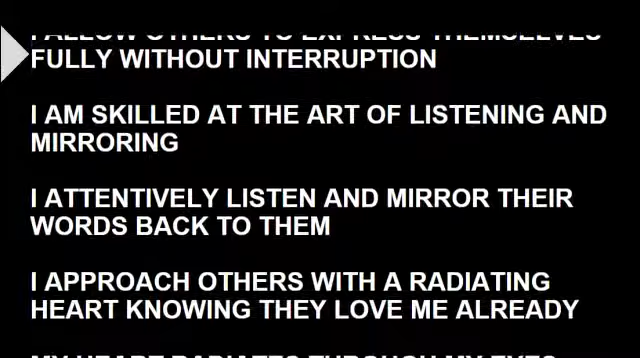 I ALLOW OTHERS TO EXPRESS THEMSELVES
FULLY WITHOUT INTERRUPTION
I AM SKILLED AT THE ART OF LISTENING AND
MIRRORING
I ATTENTIVELY LISTEN AND MIRROR THEIR
WORDS BACK TO THEM
I APPROACH OTHERS WITH A RADIATING
HEART KNOWING THEY LOVE ME ALREADY
MY HEART RADIATES THROUGH MY EYES